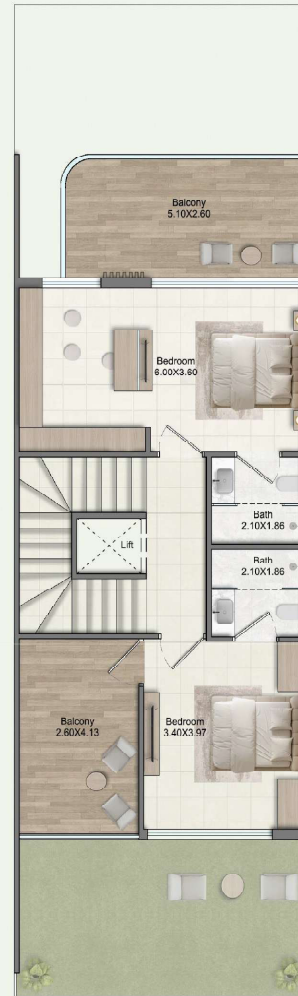 Balcony
5.10X2.60
Bedroom
6.00X3.60
Bath
2.10X1.86
Lift
Bath
2.10X1.86
Balcony
2.60X4.13
Bedroom
3.40X3.97